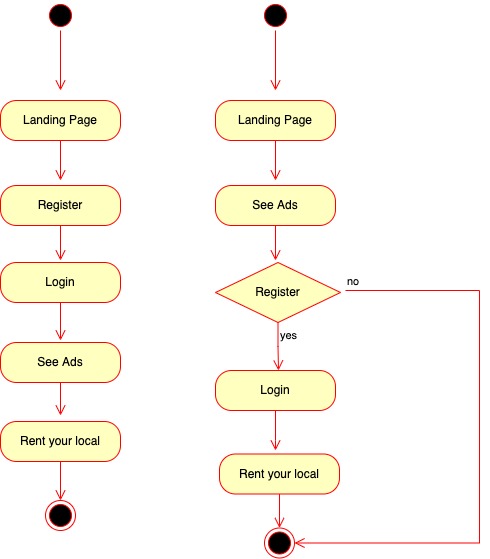 Landing Page
Register
Login
See Ads
Rent your local
Landing Page
See Ads
Register
no
yes
Login
Rent your local